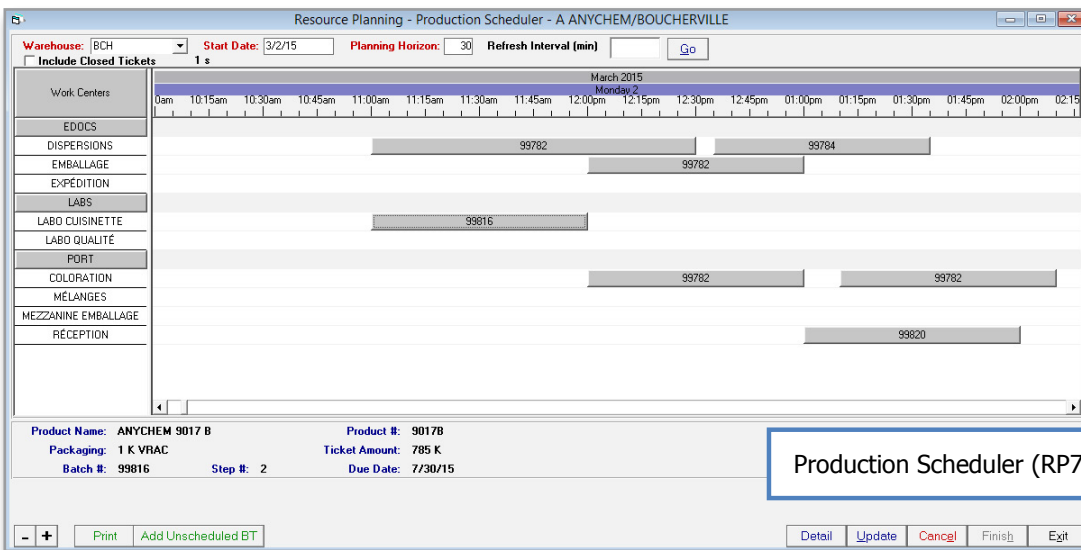 Resource Planning - Production Scheduler - A ANYCHEM/BOUCHERVILLE
Warehouse: BCH Start Date: 3/2/15 Planning Horizon: 30 Refresh Interval (min) Go
Include Closed Tickets 1 s
March 2015
Work Centers Monday 2
0am 10:15am 10:30am 10:45am 11:00am 11:15am 11:30am 11:45am 12:00pm 12:15pm 12:30pm 12:45pm 01:00pm 01:15pm 01:30pm 01:45pm 02:00pm 02:15
EDOCS
DISPERSIONS 99782 99784
EMBALLAGE 99782
EXPÉDITION
LABS
LABO CUISINETTE 99816
LABO QUALITÉ
PORT
COLORATION 99782 99782
MÉLANGES
MEZZANINE EMBALLAGE
RÉCEPTION 99820
Product Name: ANYCHEM 9017 B Product #: 9017B
Packaging: 1 K VRAC Ticket Amount: 785 K
Batch #: 99816 Step #: 2 Due Date: 7/30/15
Production Scheduler (RP7
- + Print Add Unscheduled BT Detail Update Cancel Finish Exit